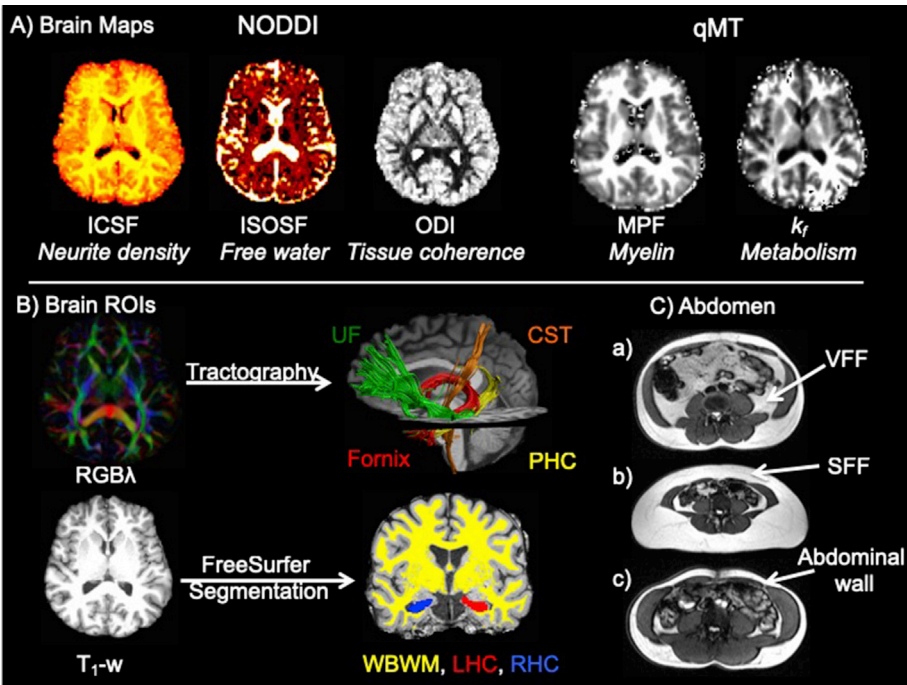 A) Brain Maps
NODDI
qMT
ICSF
Neurite density
ISOSF
Free water
ODI
Tissue coherence
MPF
Myelin
kf
Metabolism
B) Brain ROIs
RGBλ
Tractography
UF
CST
Fornix
PHC
T1-w
FreeSurfer
Segmentation
WBWM, LHC, RHC
C) Abdomen
a)
VFF
b)
SFF
c)
Abdominal
wall